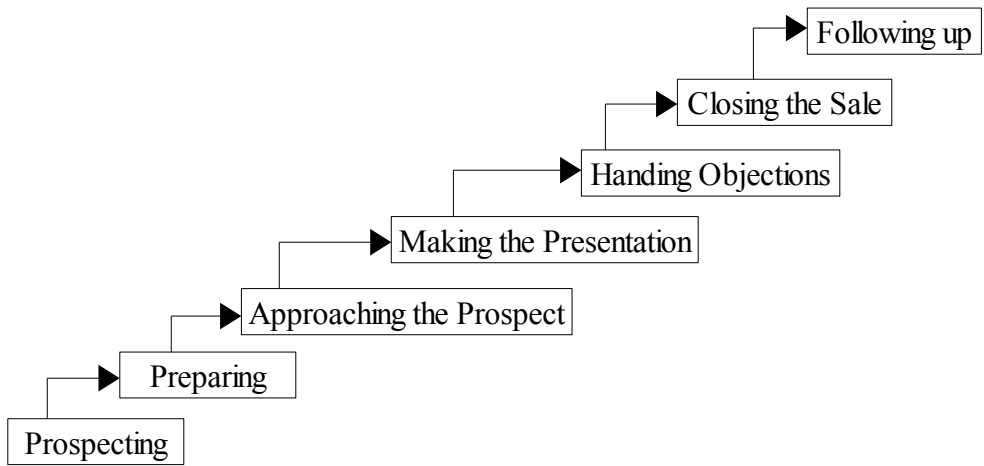 Following up
Closing the Sale
Handing Objections
Making the Presentation
Approaching the Prospect
Preparing
Prospecting